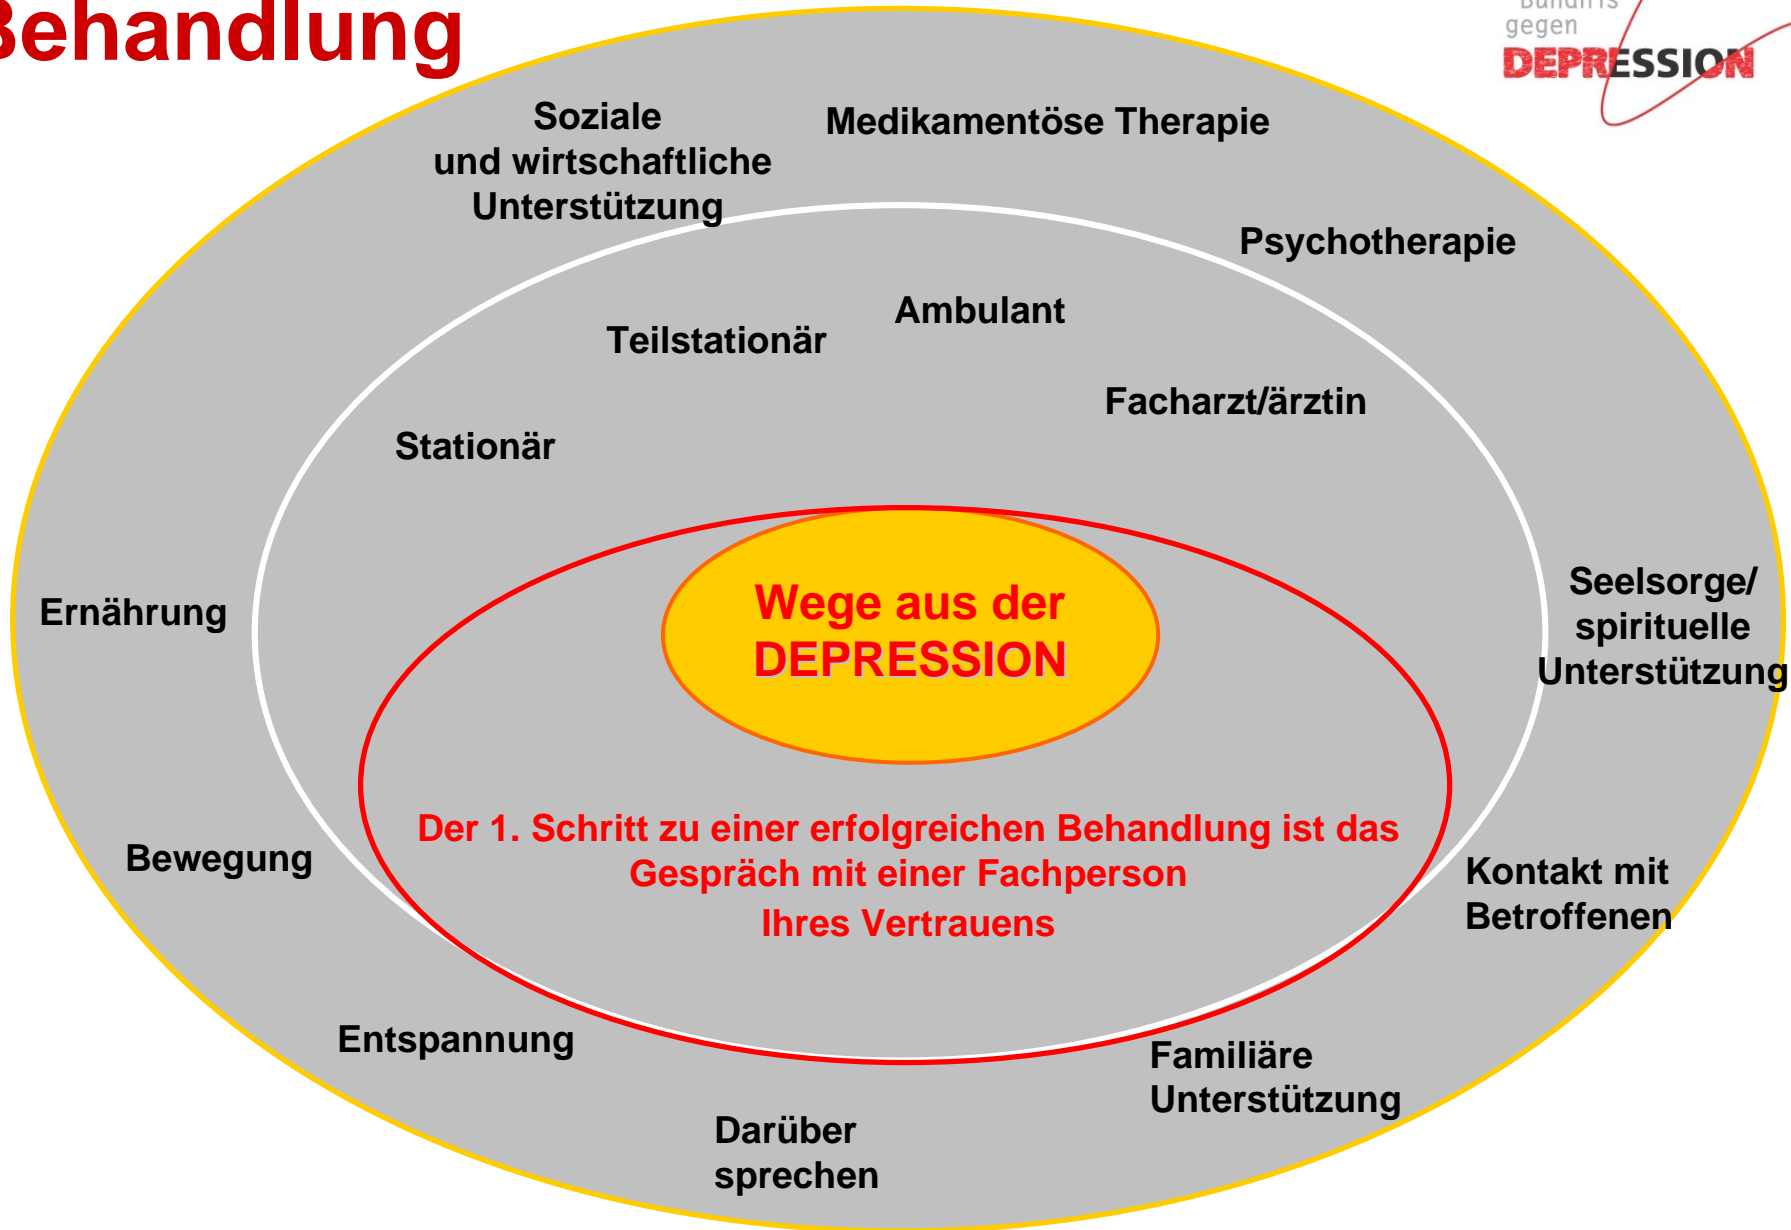 Behandlung
Bündnis
gegen
DEPRESSION
Soziale
und wirtschaftliche
Unterstützung
Medikamentöse Therapie
Psychotherapie
Ambulant
Teilstationär
Facharzt/ärztin
Stationär
Ernährung
Wege aus der
DEPRESSION
Seelsorge/
spirituelle
Unterstützung
Der 1. Schritt zu einer erfolgreichen Behandlung ist das
Gespräch mit einer Fachperson
Ihres Vertrauens
Bewegung
Kontakt mit
Betroffenen
Entspannung
Familiäre
Unterstützung
Darüber
sprechen